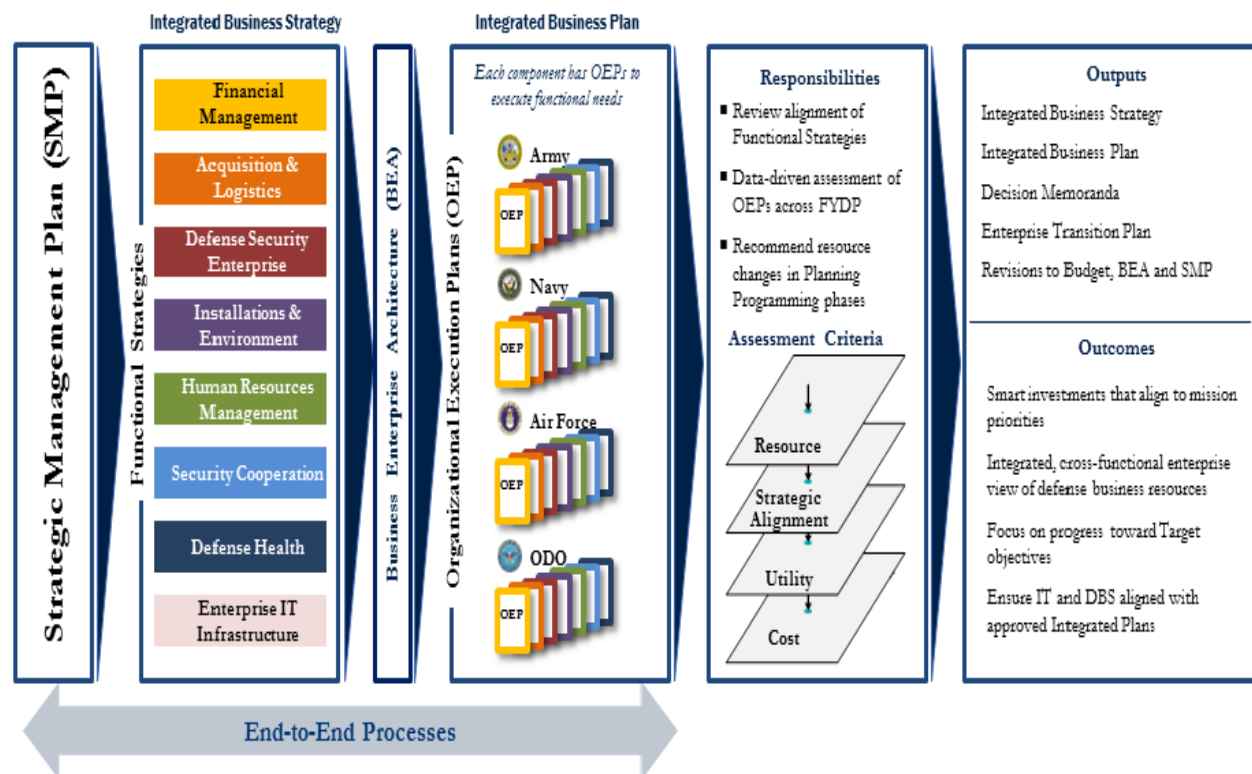 Integrated Business Strategy
Integrated Business Plan
Strategic Management Plan (SMP)
Functional Strategies
Financial
Management
Acquisition &
Logistics
Defense Security
Enterprise
Installations &
Environment
Human Resources
Management
Security Cooperation
Defense Health
Enterprise IT
Infrastructure
Business Enterprise Architecture (BEA)
Organizational Execution Plans (OEP)
Each component has OEPs to
execute functional needs
Army
OEP
Navy
OEP
Air Force
OEP
ODO
OEP
Responsibilities
▪ Review alignment of
Functional Strategies
▪ Data-driven assessment of
OEPs across FYDP
▪ Recommend resource
changes in Planning
Programming phases
Assessment Criteria
Resource
Strategic
Alignment
Utility
Cost
Outputs
Integrated Business Strategy
Integrated Business Plan
Decision Memoranda
Enterprise Transition Plan
Revisions to Budget, BEA and SMP
Outcomes
Smart investments that align to mission
priorities
Integrated, cross-functional enterprise
view of defense business resources
Focus on progress toward Target
objectives
Ensure IT and DBS aligned with
approved Integrated Plans
End-to-End Processes